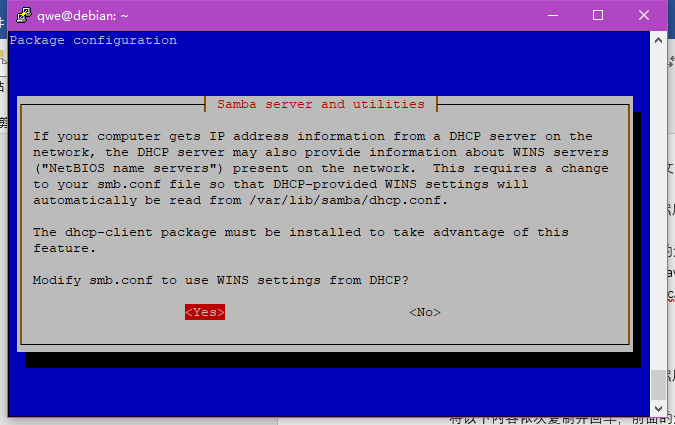 qwe@debian: ~
Package configuration
Samba server and utilities
If your computer gets IP address information from a DHCP server on the
network, the DHCP server may also provide information about WINS servers
("NetBIOS name servers") present on the network.  This requires a change
to your smb.conf file so that DHCP-provided WINS settings will
automatically be read from /var/lib/samba/dhcp.conf.
The dhcp-client package must be installed to take advantage of this
feature.
Modify smb.conf to use WINS settings from DHCP?
<Yes> <No>